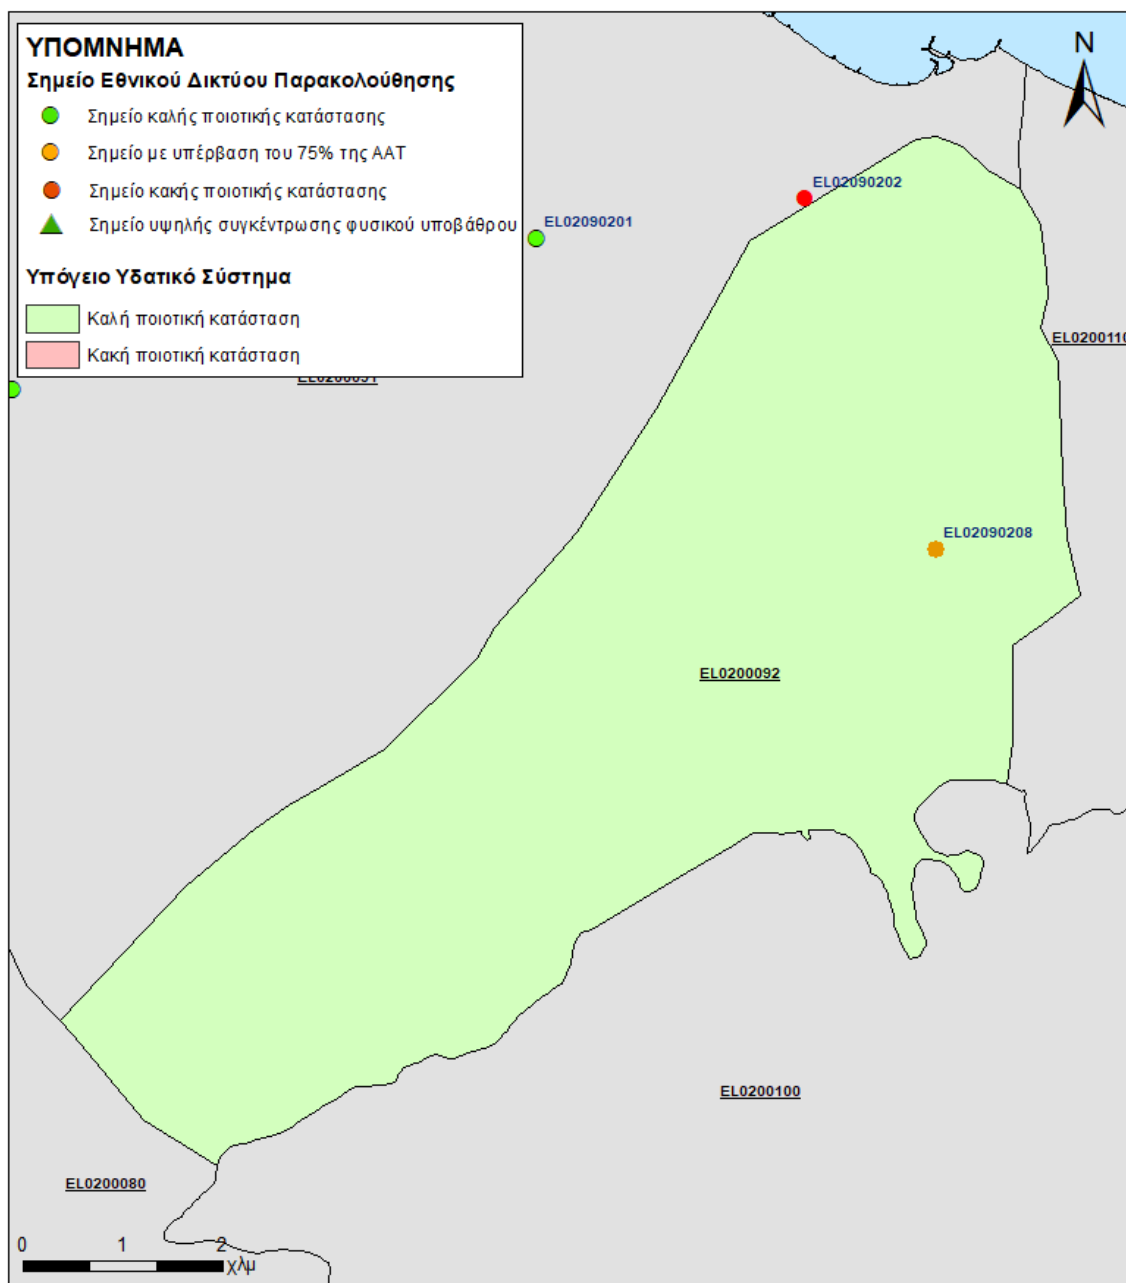 ΥΠΟΜΝΗΜΑ
Σημείο Εθνικού Δικτύου Παρακολούθησης
Σημείο καλής ποιοτικής κατάστασης
Σημείο με υπέρβαση του 75% της ΑΑΤ
Σημείο κακής ποιοτικής κατάστασης
Σημείο υψηλής συγκέντρωσης φυσικού υποβάθρου
Υπόγειο Υδατικό Σύστημα
Καλή ποιοτική κατάσταση
Κακή ποιοτική κατάσταση
N
EL02090202
EL02090201
EL0200110
EL0200091
EL02090208
EL0200092
EL0200100
EL0200080
0 1 2
χλμ